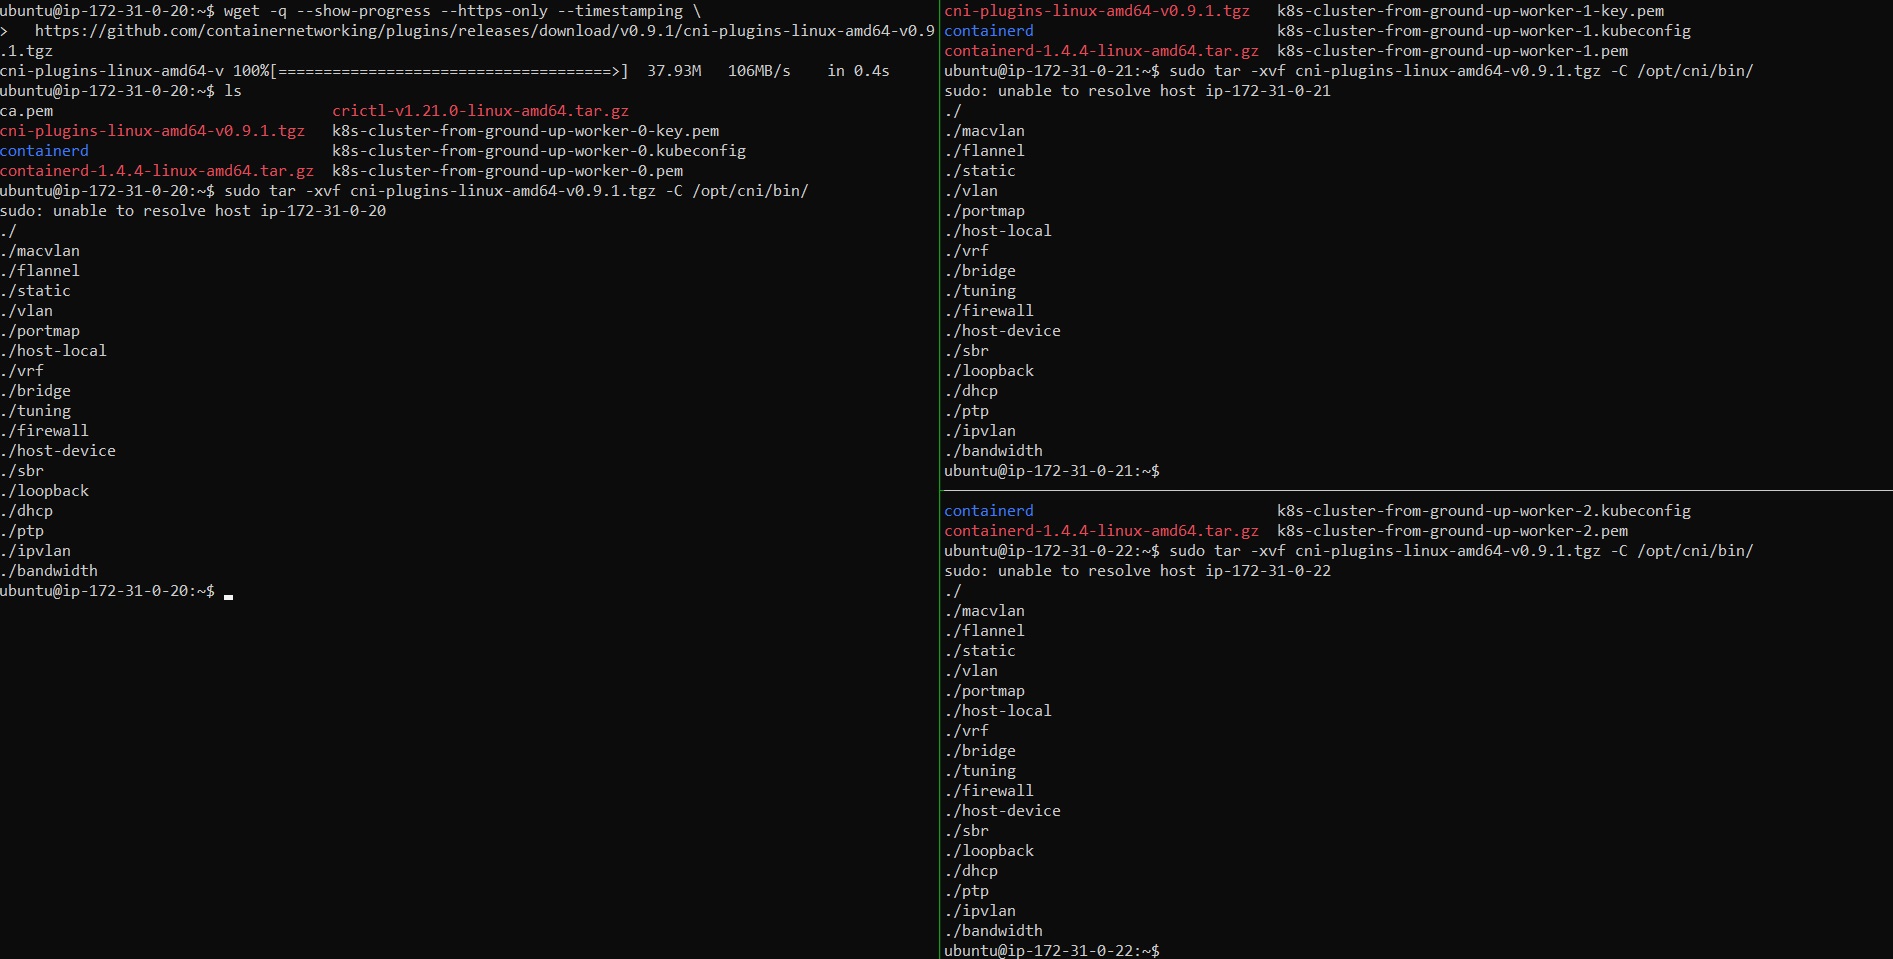 ubuntu@ip-172-31-0-20:~$ wget -q --show-progress --https-only --timestamping \
>   https://github.com/containernetworking/plugins/releases/download/v0.9.1/cni-plugins-linux-amd64-v0.9
.1.tgz
cni-plugins-linux-amd64-v 100%[=====================================>]  37.93M   106MB/s    in 0.4s
ubuntu@ip-172-31-0-20:~$ ls
ca.pem                               crictl-v1.21.0-linux-amd64.tar.gz
cni-plugins-linux-amd64-v0.9.1.tgz   k8s-cluster-from-ground-up-worker-0-key.pem
containerd                           k8s-cluster-from-ground-up-worker-0.kubeconfig
containerd-1.4.4-linux-amd64.tar.gz  k8s-cluster-from-ground-up-worker-0.pem
ubuntu@ip-172-31-0-20:~$ sudo tar -xvf cni-plugins-linux-amd64-v0.9.1.tgz -C /opt/cni/bin/
sudo: unable to resolve host ip-172-31-0-20
./
./macvlan
./flannel
./static
./vlan
./portmap
./host-local
./vrf
./bridge
./tuning
./firewall
./host-device
./sbr
./loopback
./dhcp
./ptp
./ipvlan
./bandwidth
ubuntu@ip-172-31-0-20:~$
cni-plugins-linux-amd64-v0.9.1.tgz   k8s-cluster-from-ground-up-worker-1-key.pem
containerd                           k8s-cluster-from-ground-up-worker-1.kubeconfig
containerd-1.4.4-linux-amd64.tar.gz  k8s-cluster-from-ground-up-worker-1.pem
ubuntu@ip-172-31-0-21:~$ sudo tar -xvf cni-plugins-linux-amd64-v0.9.1.tgz -C /opt/cni/bin/
sudo: unable to resolve host ip-172-31-0-21
./
./macvlan
./flannel
./static
./vlan
./portmap
./host-local
./vrf
./bridge
./tuning
./firewall
./host-device
./sbr
./loopback
./dhcp
./ptp
./ipvlan
./bandwidth
ubuntu@ip-172-31-0-21:~$
containerd                           k8s-cluster-from-ground-up-worker-2.kubeconfig
containerd-1.4.4-linux-amd64.tar.gz  k8s-cluster-from-ground-up-worker-2.pem
ubuntu@ip-172-31-0-22:~$ sudo tar -xvf cni-plugins-linux-amd64-v0.9.1.tgz -C /opt/cni/bin/
sudo: unable to resolve host ip-172-31-0-22
./
./macvlan
./flannel
./static
./vlan
./portmap
./host-local
./vrf
./bridge
./tuning
./firewall
./host-device
./sbr
./loopback
./dhcp
./ptp
./ipvlan
./bandwidth
ubuntu@ip-172-31-0-22:~$